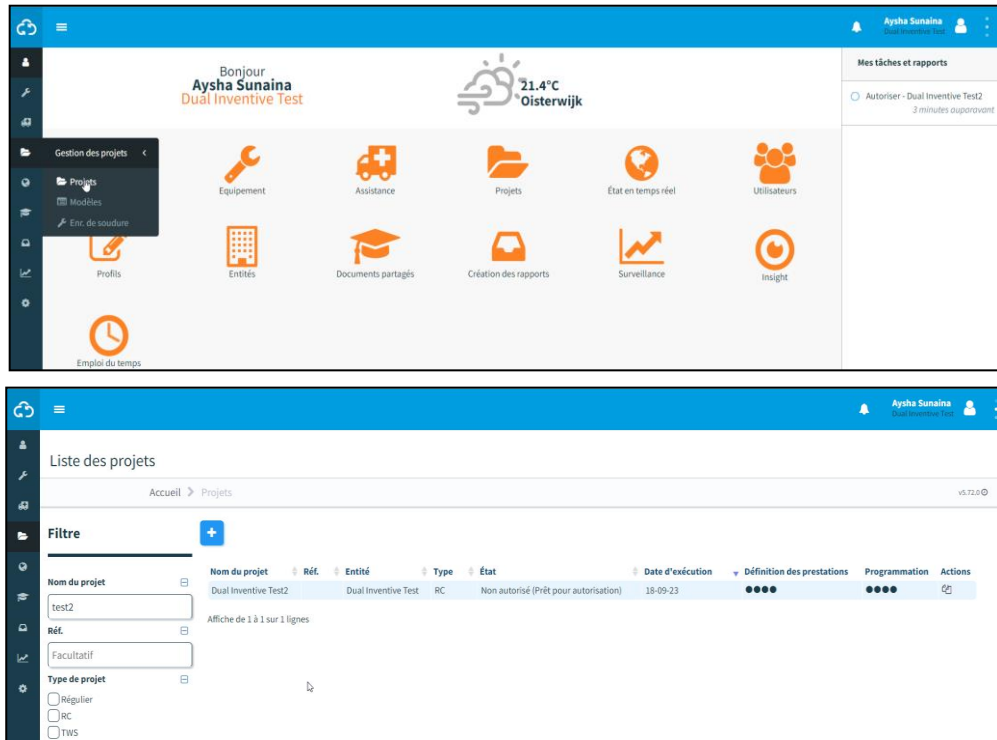 Aysha Sunaina
Dual Inventive Test
Bonjour
Aysha Sunaina
Dual Inventive Test
21.4°C
Oisterwijk
Mes tâches et rapports
Autoriser - Dual Inventive Test2
3 minutes auparavant
Gestion des projets
Projets
Modèles
Enr. de soudure
Equipement
Assistance
Projets
État en temps réel
Utilisateurs
Profils
Entités
Documents partagés
Création des rapports
Surveillance
Insight
Emploi du temps
Aysha Sunaina
Dual Inventive Test
Liste des projets
Accueil > Projets
v5.72.0
Filtre
+
Nom du projet
test2
Réf.
Facultatif
Type de projet
Régulier
RC
TWS
Nom du projet Réf. Entité Type État Date d'exécution Définition des prestations Programmation Actions
Dual Inventive Test2 Dual Inventive Test RC Non autorisé (Prêt pour autorisation) 18-09-23
Affiche de 1 à 1 sur 1 lignes